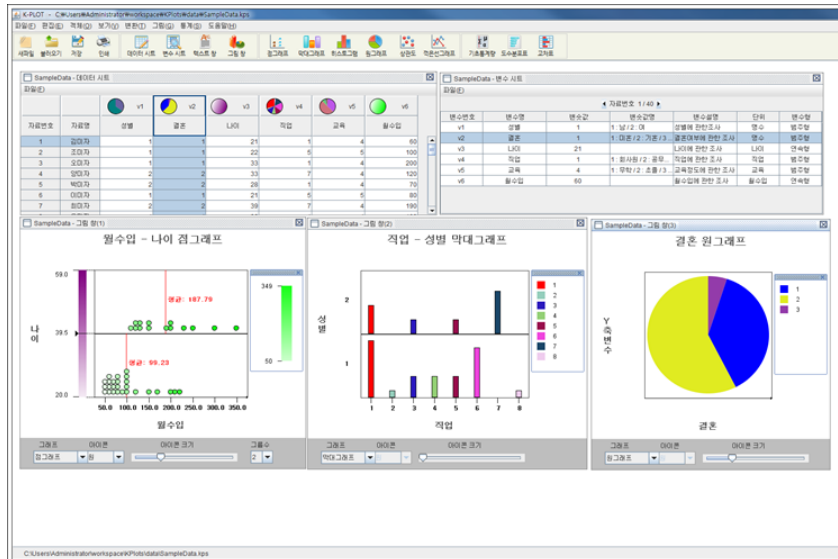 K-PLOT - C:₩Users₩Administrator₩workspace₩KPlots₩data₩SampleData.kps
파일(F) 편집(E) 객체(O) 보기(V) 변환(T) 그림(G) 통계(S) 도움말(H)
새파일 불러오기 저장 인쇄 데이터 시트 변수 시트 텍스트 창 그림 창 점그래프 막대그래프 히스토그램 원그래프 상관도 꺾은선그래프 기초통계량 도수분포표 교차표
SampleData - 데이터 시트
파일(F)
v1 v2 v3 v4 v5 v6
자료번호 자료명 성별 결혼 나이 직업 교육 월수입
1 김미자 1 1 21 1 4 60
2 조미자 1 1 22 5 5 100
3 오미자 1 1 33 1 4 200
4 양미자 2 2 33 7 4 120
5 박미자 2 2 28 1 4 70
6 이미자 1 1 21 5 5 80
7 최미자 2 2 39 7 4 190
SampleData - 변수 시트
파일(F)
자료번호 1 / 40
변수번호 변수명 변숫값 변숫값명 변수설명 단위 변수형
v1 성별 1 1 : 남 / 2 : 여 성별에 관한조사 명수 범주형
v2 결혼 1 1 : 미혼 / 2 : 기혼 / 3 ... 결혼여부에 관한 조사 명수 범주형
v3 나이 21 나이에 관한 조사 나이 연속형
v4 직업 1 1 : 회사원 / 2 : 공무... 직업에 관한 조사 직업 범주형
v5 교육 4 1 : 무학 / 2 : 초졸 / 3... 교육정도에 관한조사 교육 범주형
v6 월수입 60 월수입에 관한 조사 월수입 연속형
SampleData - 그림 창(1)
월수입 - 나이 점그래프
59.0
39.5
20.0
나이
평균: 187.79
평균: 99.23
50.0 100.0 150.0 200.0 250.0 300.0 350.0
월수입
349
50
그래프 아이콘 아이콘 크기 그룹수
점그래프 원 2
SampleData - 그림 창(2)
직업 - 성별 막대그래프
성별
2
1
1 2 3 4 5 6 7 8
직업
1
2
3
4
5
6
7
8
그래프 아이콘 아이콘 크기
막대그래프
SampleData - 그림 창(3)
결혼 원그래프
Y축변수
결혼
1
2
3
그래프 아이콘 아이콘 크기
원그래프
C:\Users\Administrator\workspace\KPlots\data\SampleData.kps